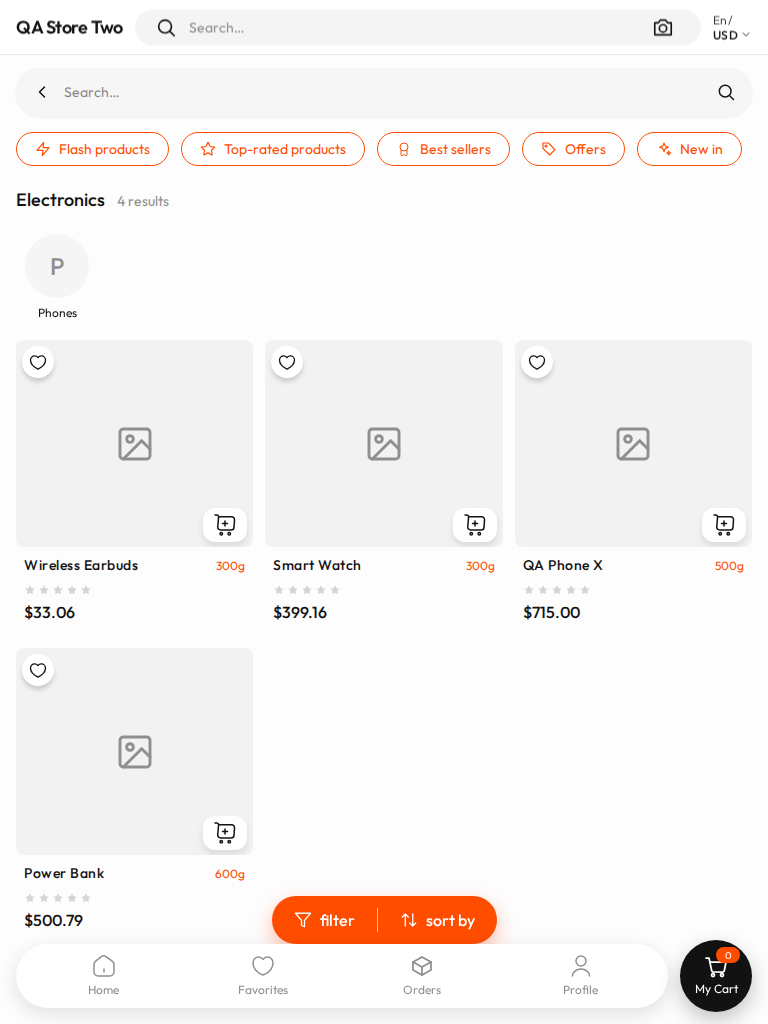 QA Store Two
Search...
En/
USD
Search...
Flash products
Top-rated products
Best sellers
Offers
New in
Electronics 4 results
P
Phones
Wireless Earbuds 300g
$33.06
Smart Watch 300g
$399.16
QA Phone X 500g
$715.00
Power Bank 600g
$500.79
filter
sort by
Home
Favorites
Orders
Profile
0
My Cart